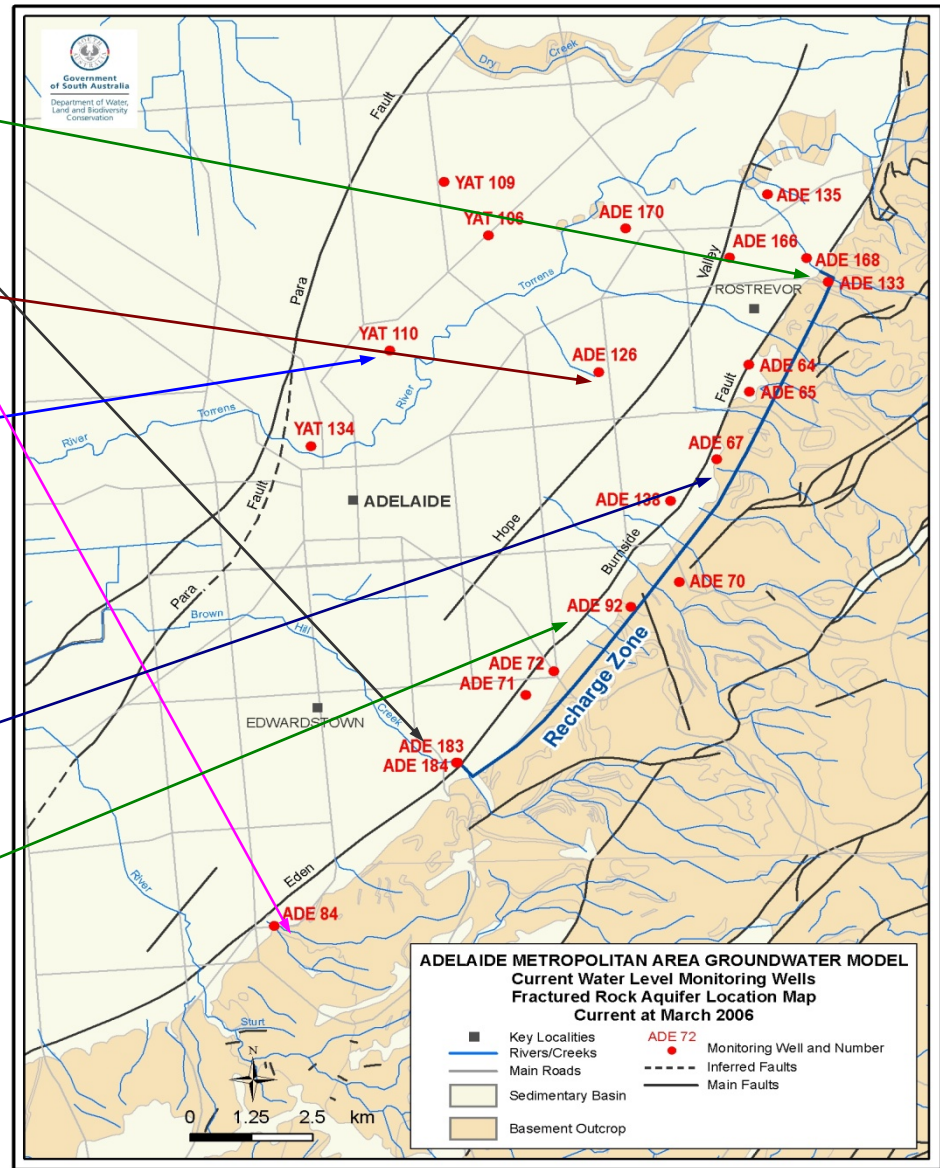 SOUTH
AUSTRALIA
Government
of South Australia
Department of Water,
Land and Biodiversity
Conservation
Dry
Creek
Fault
YAT 109
ADE 135
YAT 106
ADE 170
ADE 166
ADE 168
Valley
ADE 133
Torrens
ROSTREVOR
Para
YAT 110
ADE 126
ADE 64
River
Fault
ADE 65
River
Torrens
YAT 134
ADE 67
Fault
ADELAIDE
ADE 138
Hope
Burnside
ADE 70
Para
ADE 92
Brown
Hill
Recharge Zone
ADE 72
ADE 71
Creek
EDWARDSTOWN
ADE 183
ADE 184
Eden
River
ADE 84
Sturt
N
0 1.25 2.5 km
ADELAIDE METROPOLITAN AREA GROUNDWATER MODEL
Current Water Level Monitoring Wells
Fractured Rock Aquifer Location Map
Current at March 2006
Key Localities
Rivers/Creeks
Main Roads
Sedimentary Basin
Basement Outcrop
ADE 72
Monitoring Well and Number
Inferred Faults
Main Faults